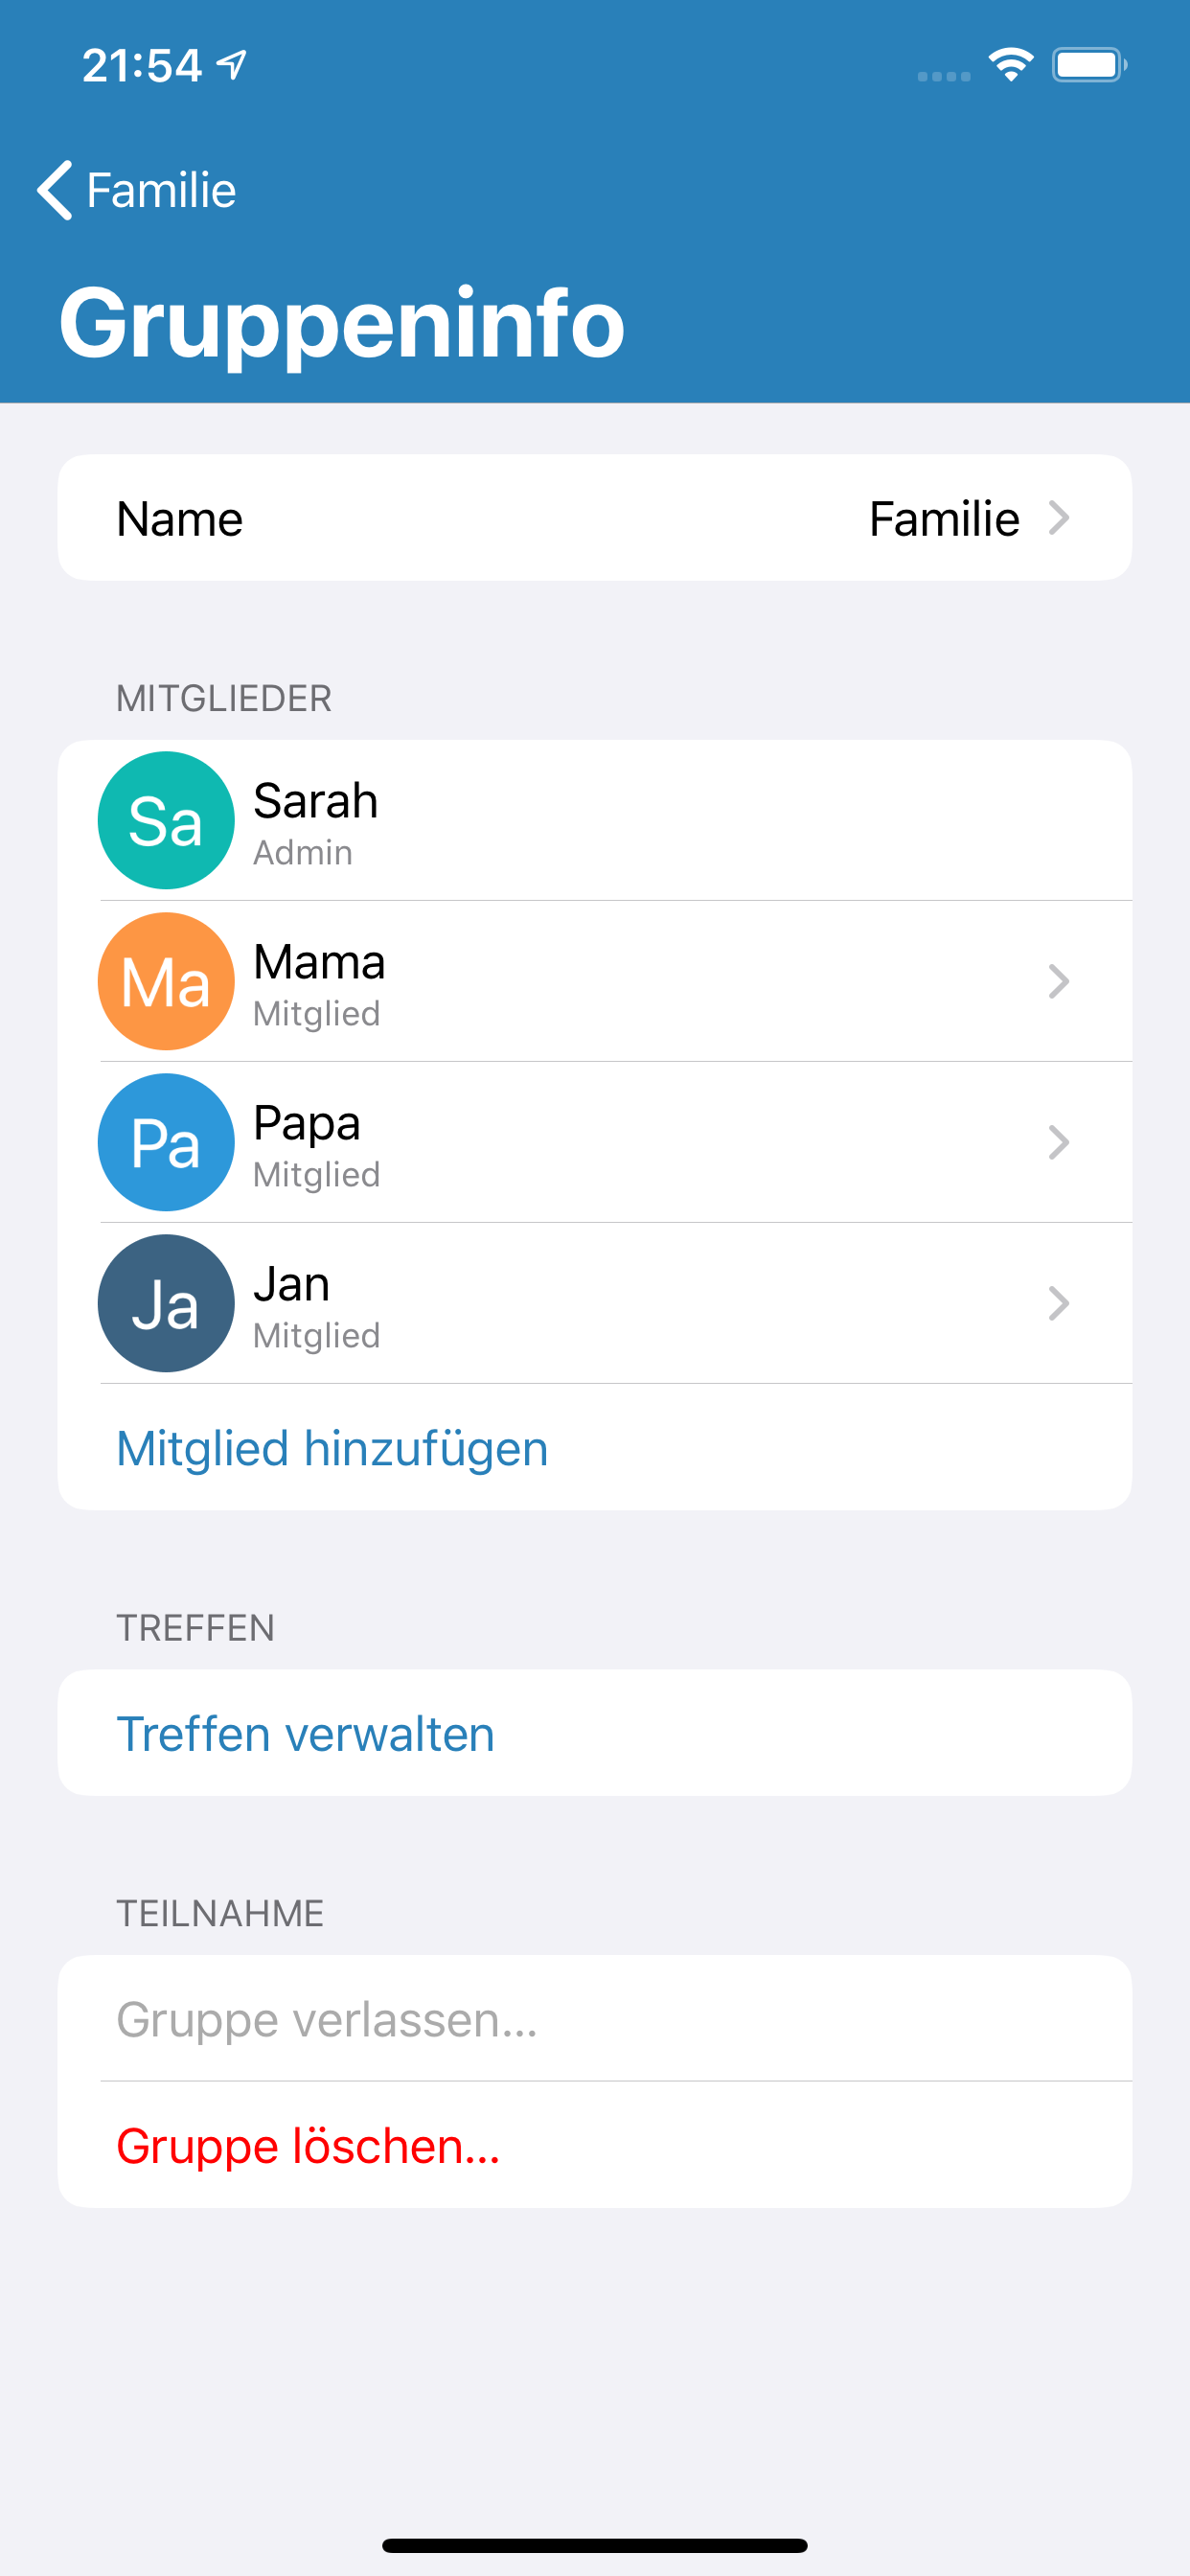 21:54
Familie
Gruppeninfo
Name Familie
MITGLIEDER
Sa Sarah
Admin
Ma Mama
Mitglied
Pa Papa
Mitglied
Ja Jan
Mitglied
Mitglied hinzufügen
TREFFEN
Treffen verwalten
TEILNAHME
Gruppe verlassen...
Gruppe löschen...